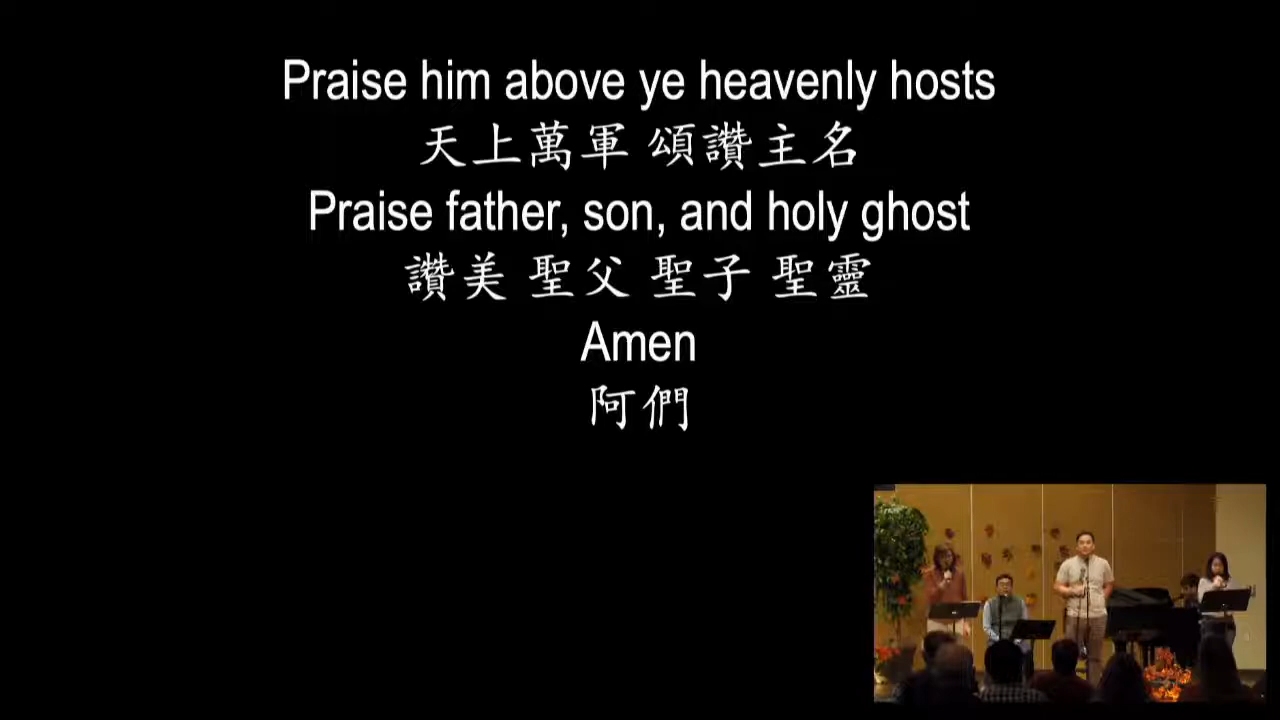 Praise him above ye heavenly hosts
天上萬軍 頌讚主名
Praise father, son, and holy ghost
讚美 聖父 聖子 聖靈
Amen
阿們